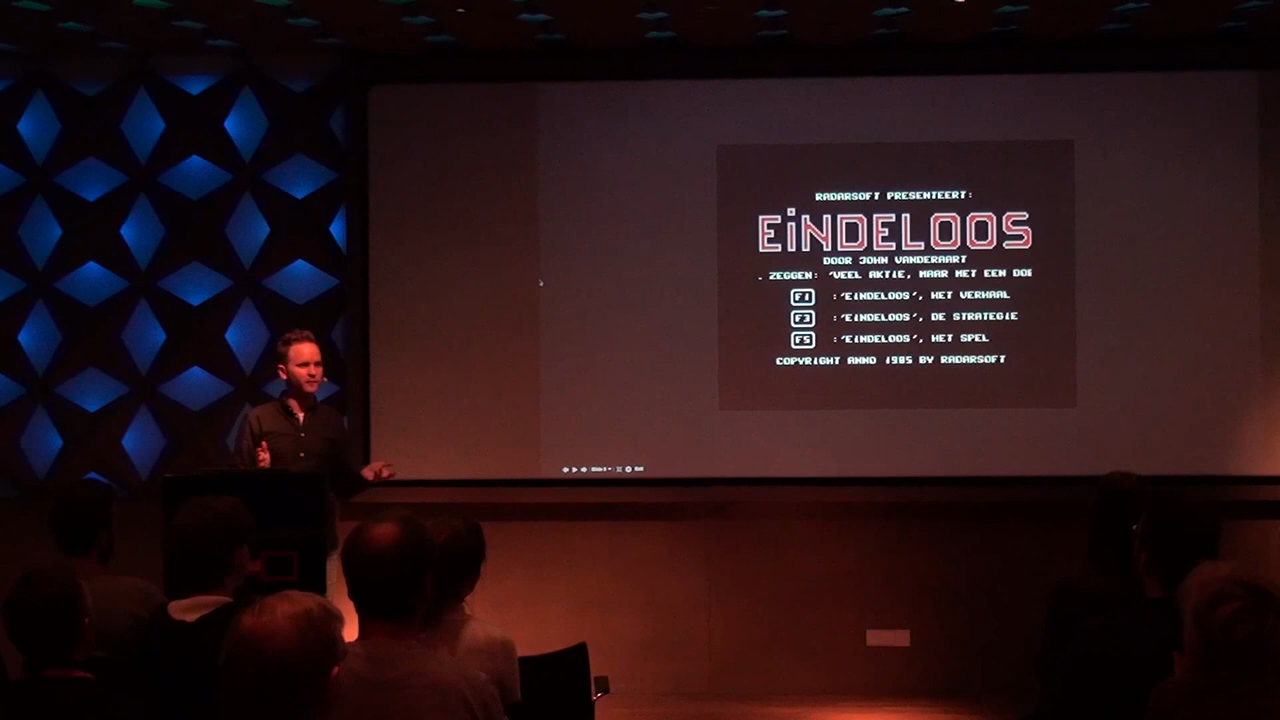 RADARSOFT PRESENTEERT:
EiNDELOOS
DOOR JOHN VANDERAART
. ZEGGEN: 'VEEL AKTIE, MAAR MET EEN DOE
F1 :'EINDELOOS', HET VERHAAL
F3 :'EINDELOOS', DE STRATEGIE
F5 :'EINDELOOS', HET SPEL
COPYRIGHT ANNO 1985 BY RADARSOFT